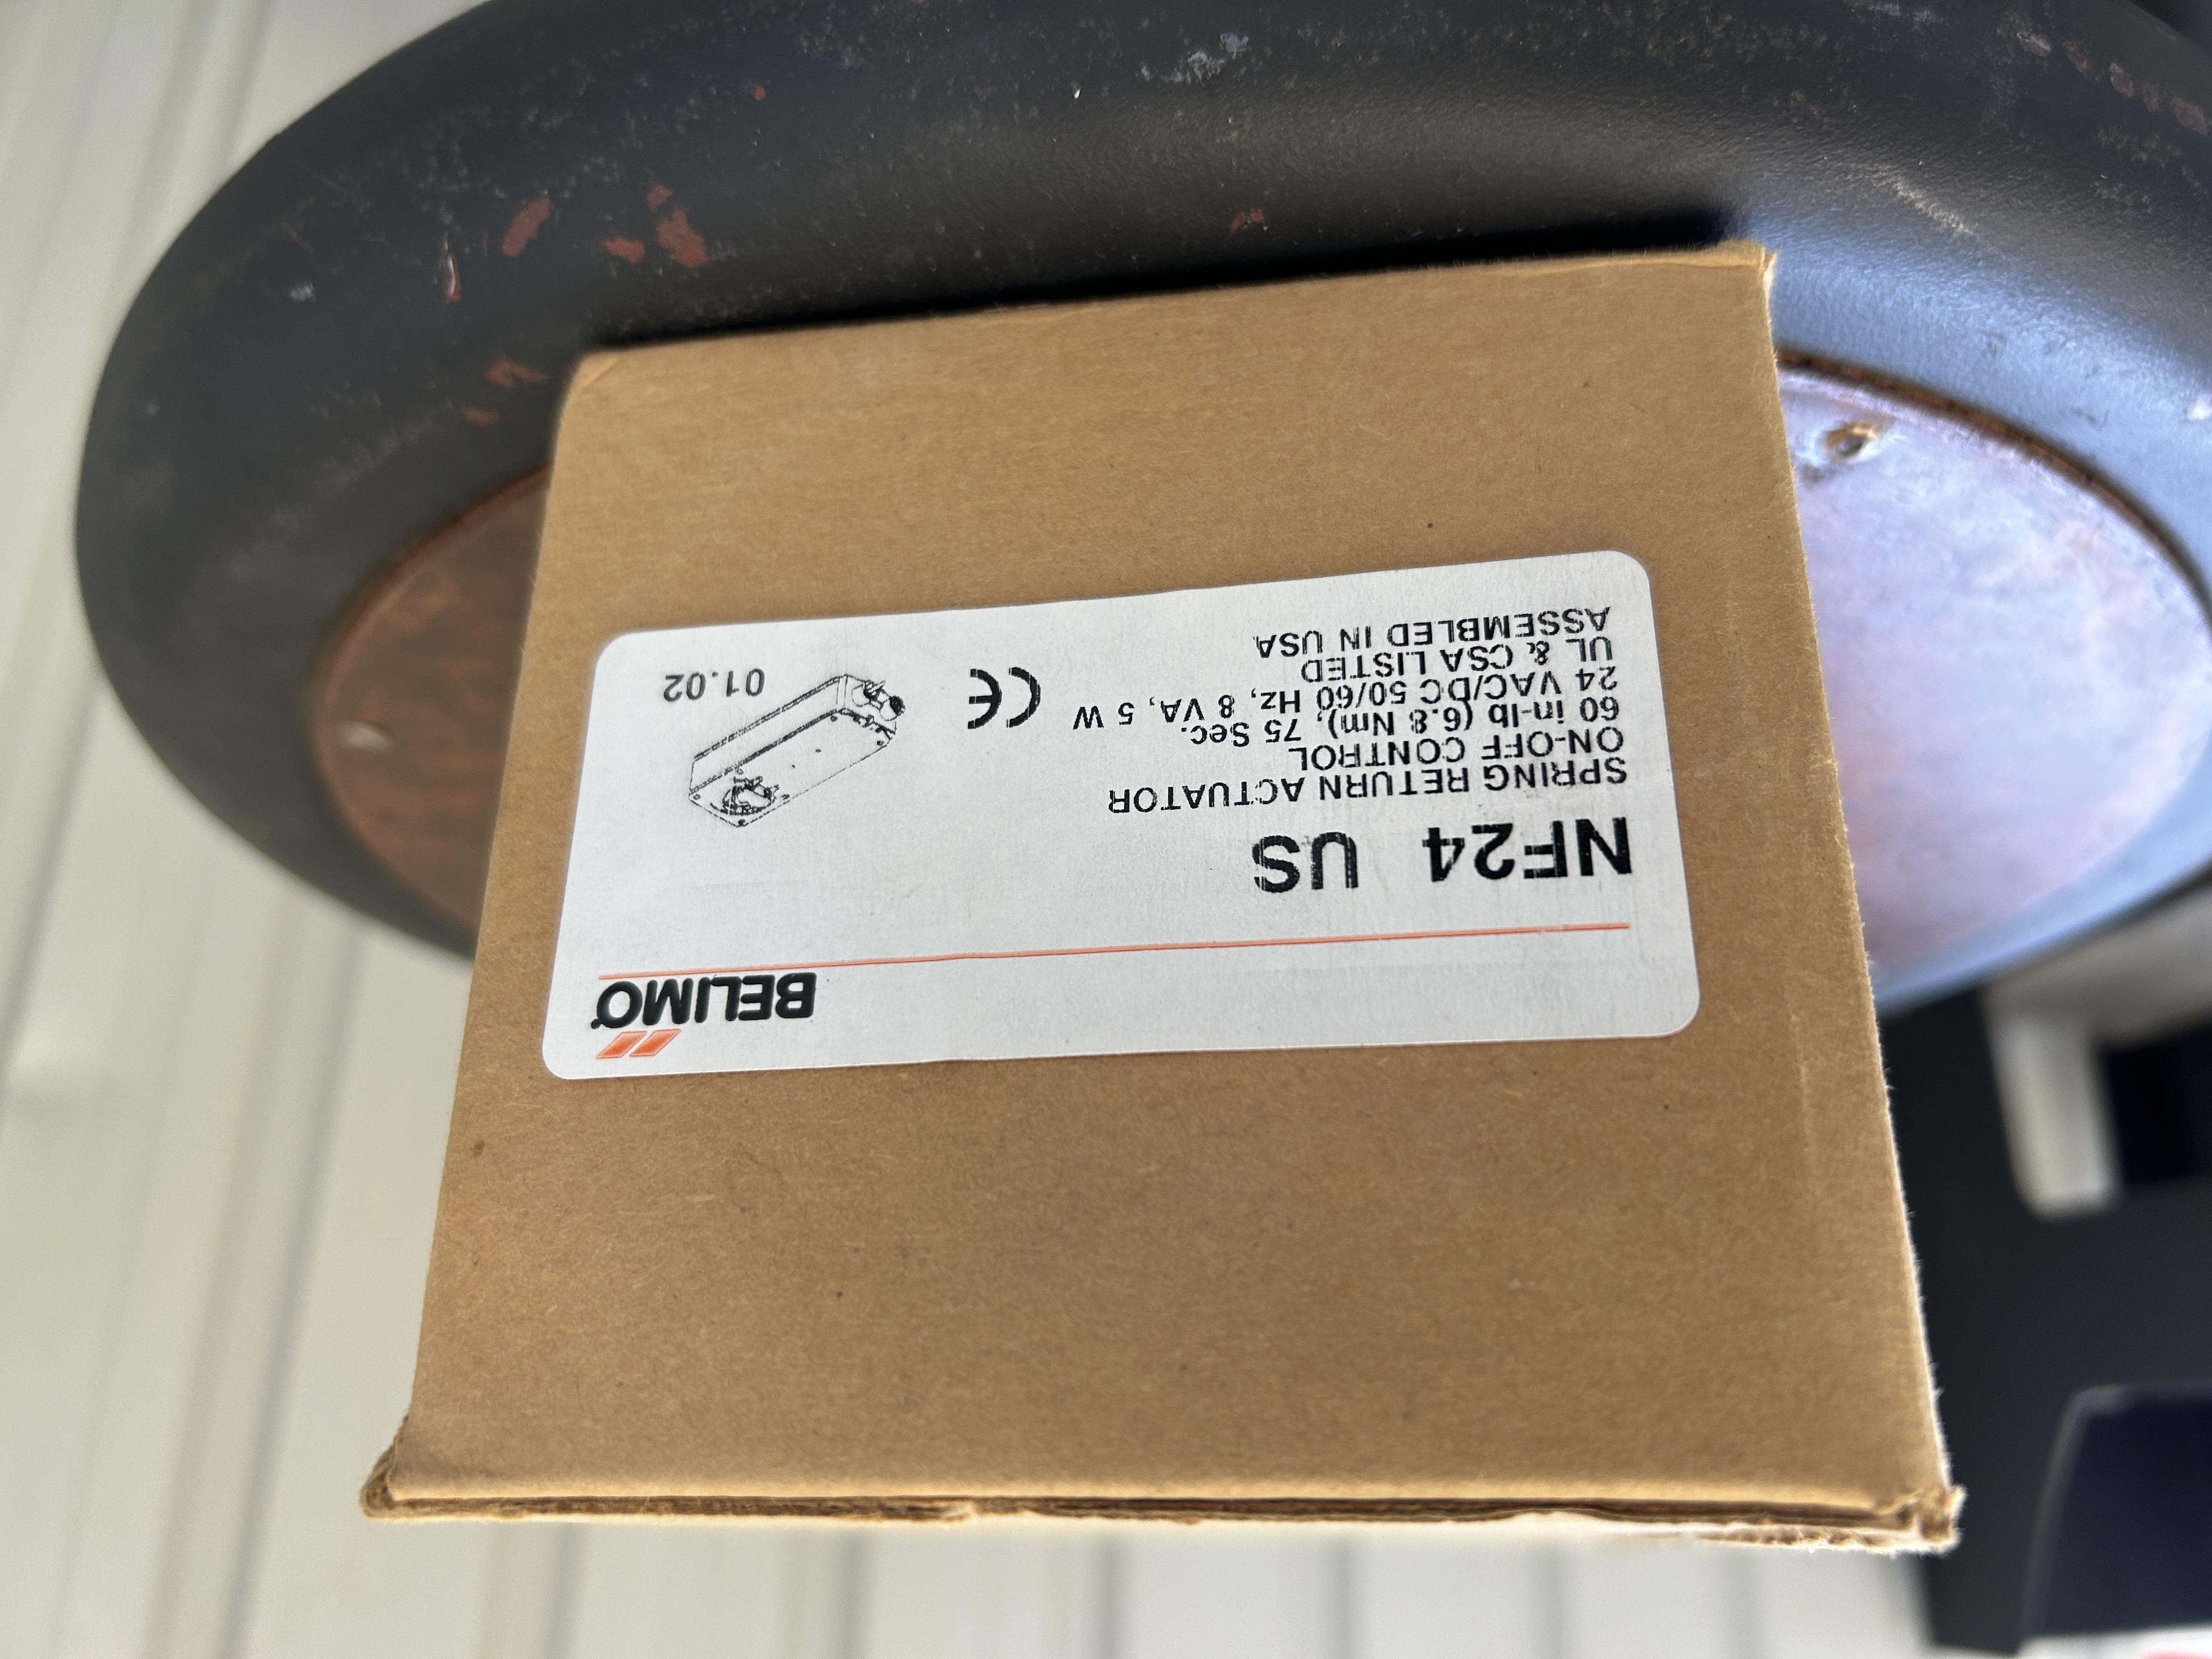 BELIMO
NF24 US
SPRING RETURN ACTUATOR
ON-OFF CONTROL
60 in-lb (6.8 Nm), 75 Sec.
24 VAC/DC 50/60 Hz, 8 VA, 5 W
UL & CSA LISTED
ASSEMBLED IN USA
CE
01.02